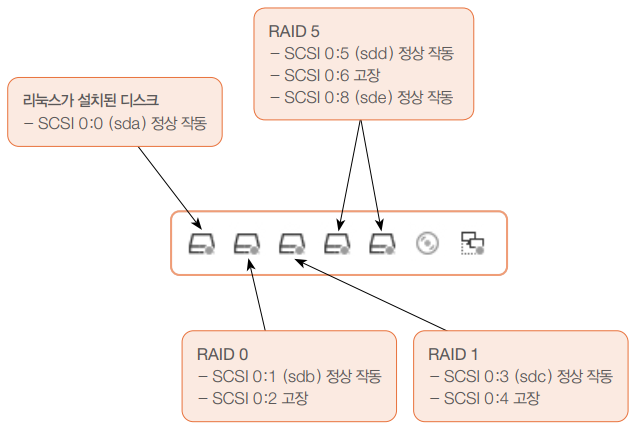 RAID 5
– SCSI 0:5 (sdd) 정상 작동
– SCSI 0:6 고장
– SCSI 0:8 (sde) 정상 작동
리눅스가 설치된 디스크
– SCSI 0:0 (sda) 정상 작동
RAID 0
– SCSI 0:1 (sdb) 정상 작동
– SCSI 0:2 고장
RAID 1
– SCSI 0:3 (sdc) 정상 작동
– SCSI 0:4 고장